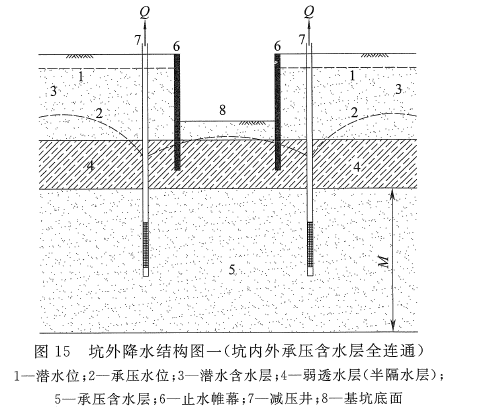 Q Q
7 6 6 7
1 1
3 8 3
2 2
4 4
5 M
图 15 坑外降水结构图一(坑内外承压含水层全连通)
1—潜水位;2—承压水位;3—潜水含水层;4—弱透水层(半隔水层);
5—承压含水层;6—止水帷幕;7—减压井;8—基坑底面